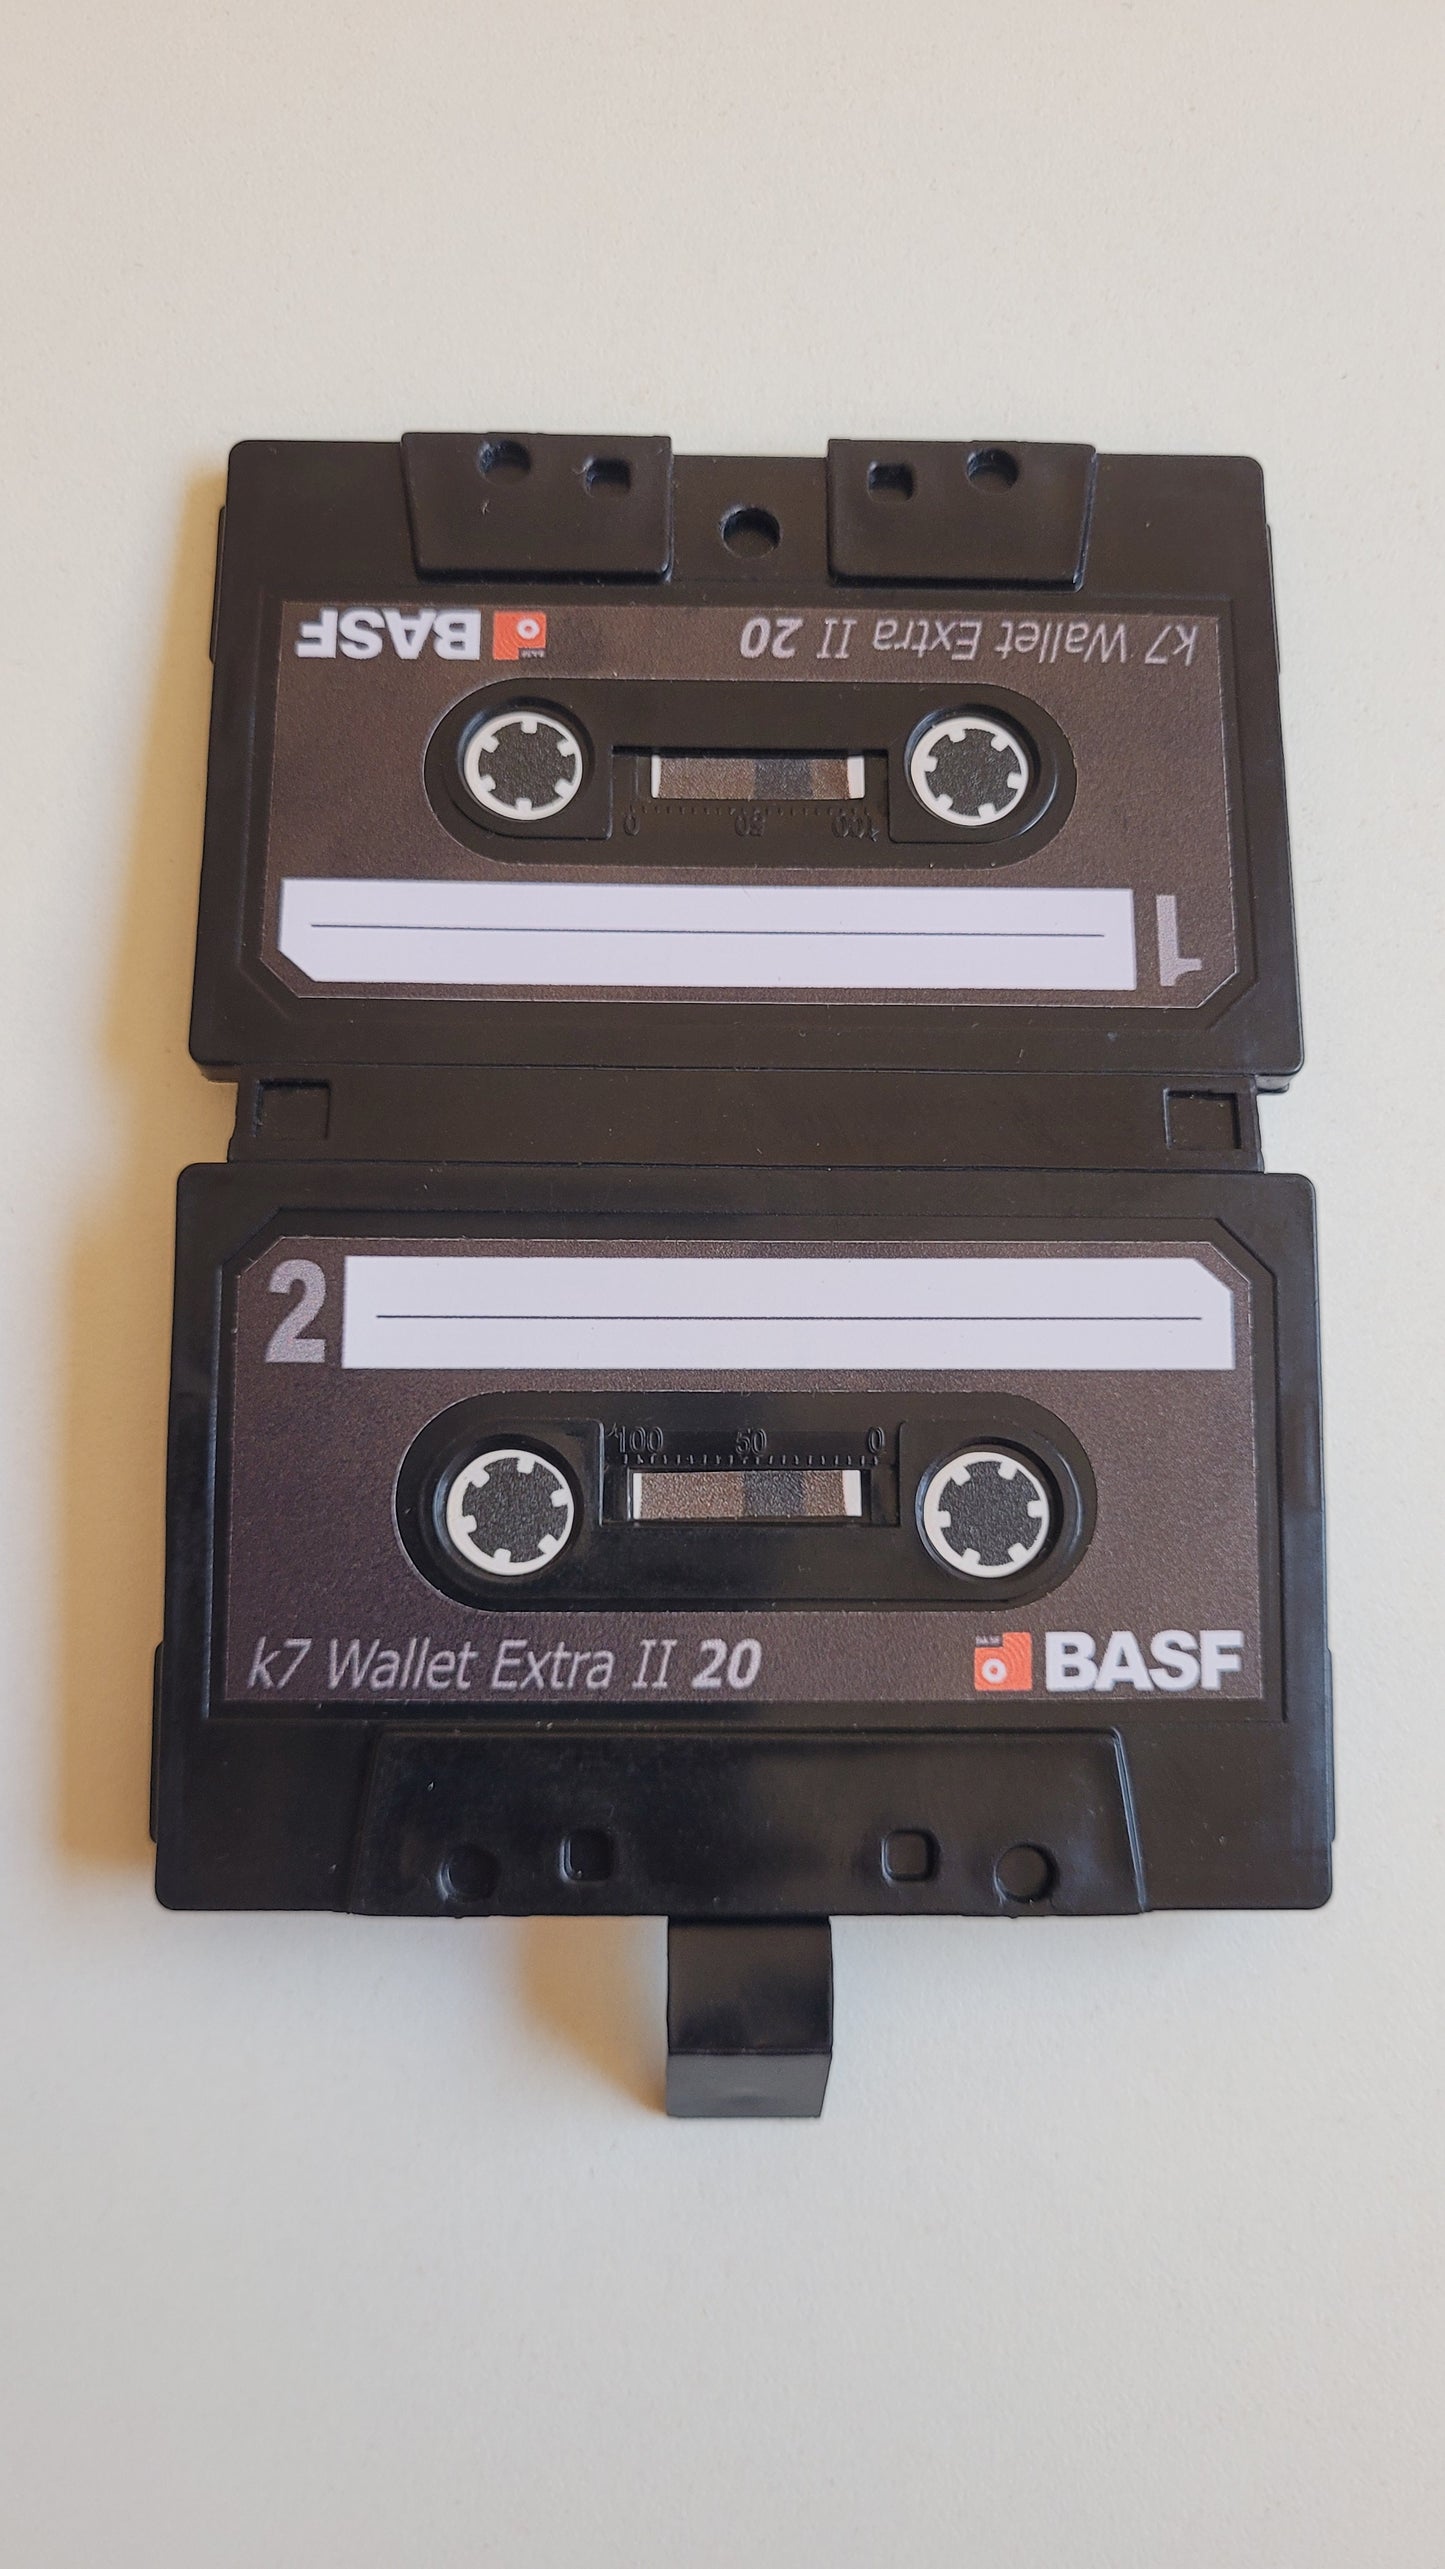 BASF
k7 Wallet Extra II 20
0 50 100
1
2
100 50 0
k7 Wallet Extra II 20
BASF